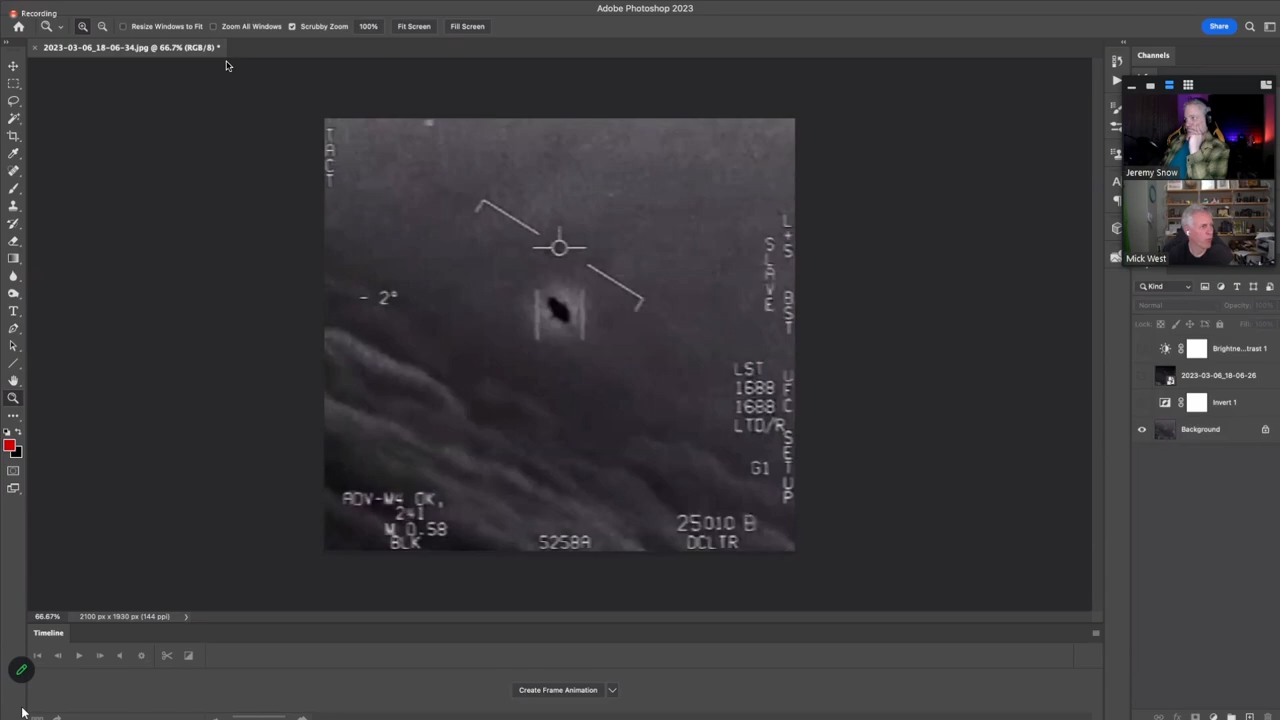 Recording
Adobe Photoshop 2023
Resize Windows to Fit
Zoom All Windows
Scrubby Zoom
100%
Fit Screen
Fill Screen
Share
2023-03-06_18-06-34.jpg @ 66.7% (RGB/8) *
Channels
Jeremy Snow
Mick West
TACT
L+S BST
SLAVE
- 2°
LST
1688
1688
LTD/R
UFC SETUP
G1
ADV-M4 OK,
241
M 0.58
BLK
5258A
25010 B
DCLTR
Kind
Normal
Opacity:
Lock:
Fill:
Brightne...trast 1
2023-03-06_18-06-26
Invert 1
Background
66.67%
2100 px x 1930 px (144 ppi)
Timeline
Create Frame Animation